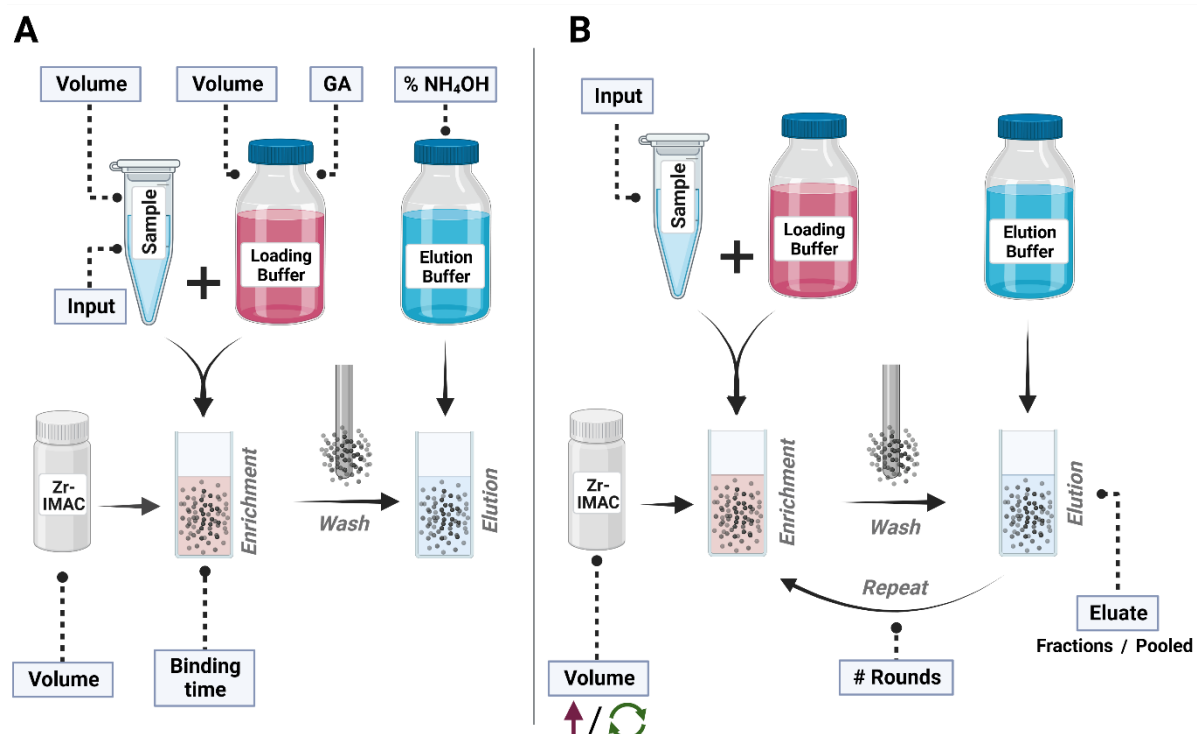 A
Volume
Volume
GA
% NH₄OH
Sample
Loading
Buffer
Elution
Buffer
Input
Zr-
IMAC
Enrichment
Wash
Elution
Volume
Binding
time
B
Input
Sample
Loading
Buffer
Elution
Buffer
Zr-
IMAC
Enrichment
Wash
Elution
Repeat
Eluate
Fractions / Pooled
Volume
/
# Rounds